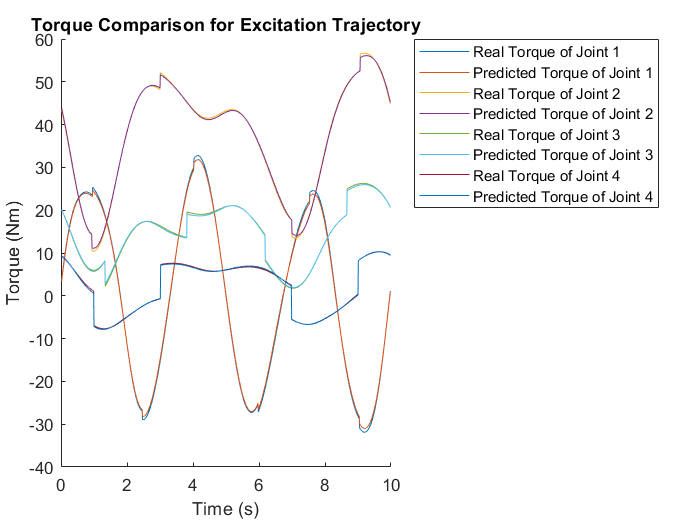 Torque Comparison for Excitation Trajectory
60
50
40
30
20
10
0
-10
-20
-30
-40
Torque (Nm)
0 2 4 6 8 10
Time (s)
Real Torque of Joint 1
Predicted Torque of Joint 1
Real Torque of Joint 2
Predicted Torque of Joint 2
Real Torque of Joint 3
Predicted Torque of Joint 3
Real Torque of Joint 4
Predicted Torque of Joint 4